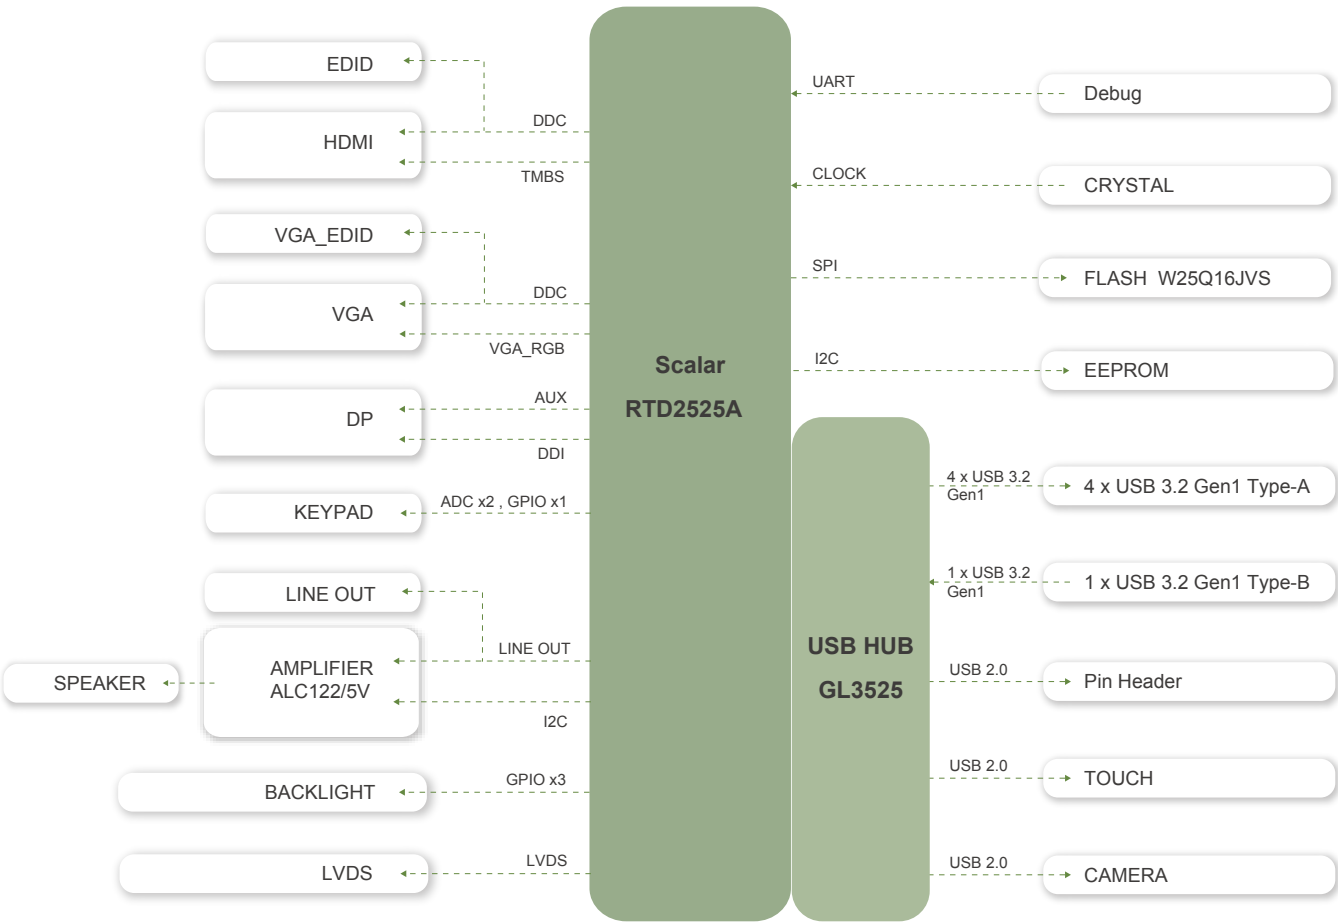 EDID
DDC
HDMI
TMBS
VGA_EDID
DDC
VGA
VGA_RGB
AUX
DP
DDI
KEYPAD
ADC x2 , GPIO x1
LINE OUT
LINE OUT
AMPLIFIER
ALC122/5V
SPEAKER
I2C
GPIO x3
BACKLIGHT
LVDS
LVDS
Scalar
RTD2525A
UART
Debug
CLOCK
CRYSTAL
SPI
FLASH W25Q16JVS
I2C
EEPROM
USB HUB
GL3525
4 x USB 3.2
Gen1
4 x USB 3.2 Gen1 Type-A
1 x USB 3.2
Gen1
1 x USB 3.2 Gen1 Type-B
USB 2.0
Pin Header
USB 2.0
TOUCH
USB 2.0
CAMERA